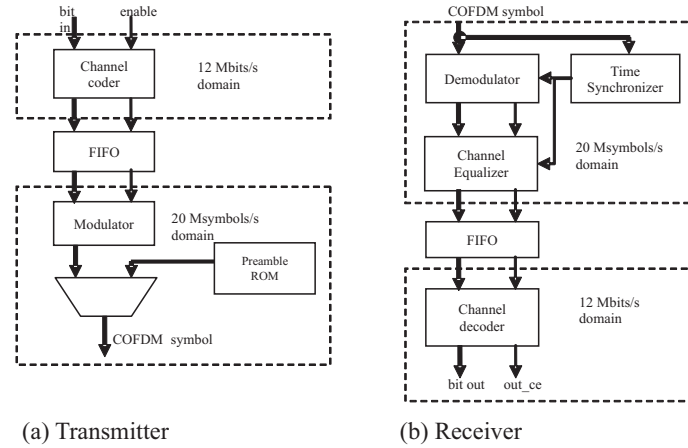 bit
in
enable
Channel
coder
12 Mbits/s
domain
FIFO
Modulator
20 Msymbols/s
domain
Preamble
ROM
COFDM symbol
(a) Transmitter
COFDM symbol
Demodulator
Time
Synchronizer
Channel
Equalizer
20 Msymbols/s
domain
FIFO
Channel
decoder
12 Mbits/s
domain
bit out
out_ce
(b) Receiver